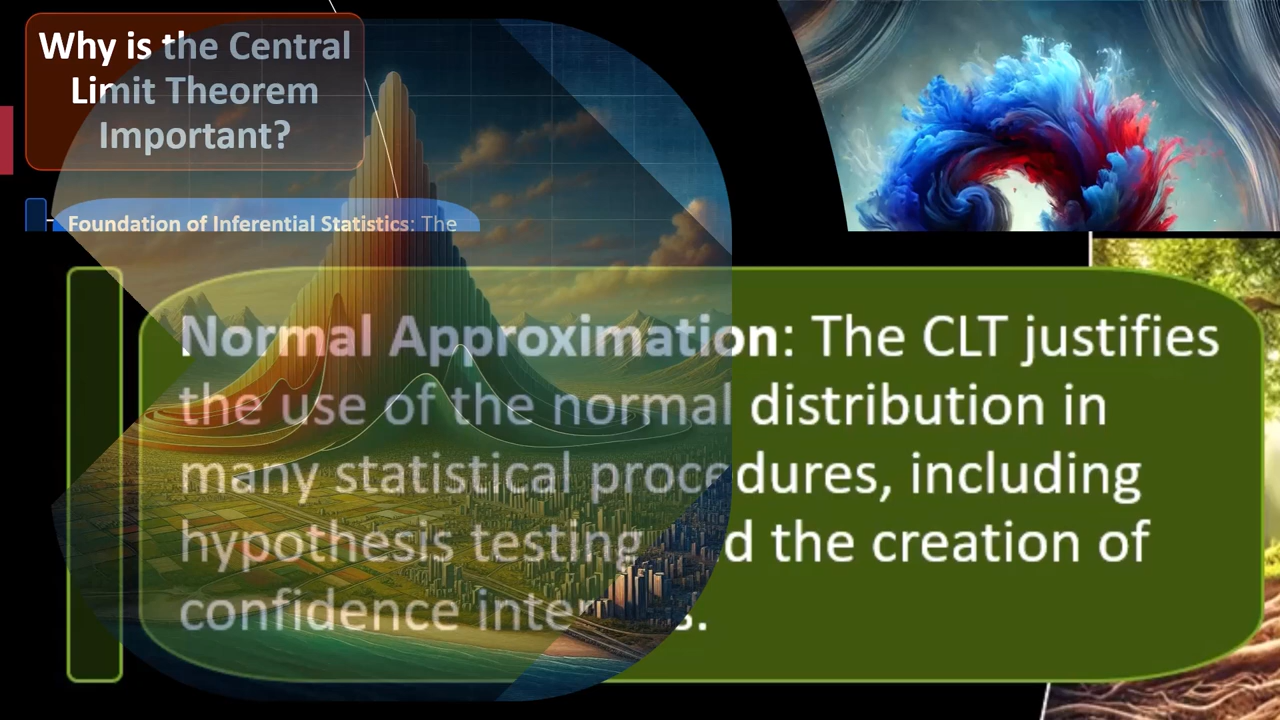 Why is the Central
Limit Theorem
Important?
Foundation of Inferential Statistics: The
Normal Approximation: The CLT justifies
the use of the normal distribution in
many statistical procedures, including
hypothesis testing d the creation of
confidence inte s.